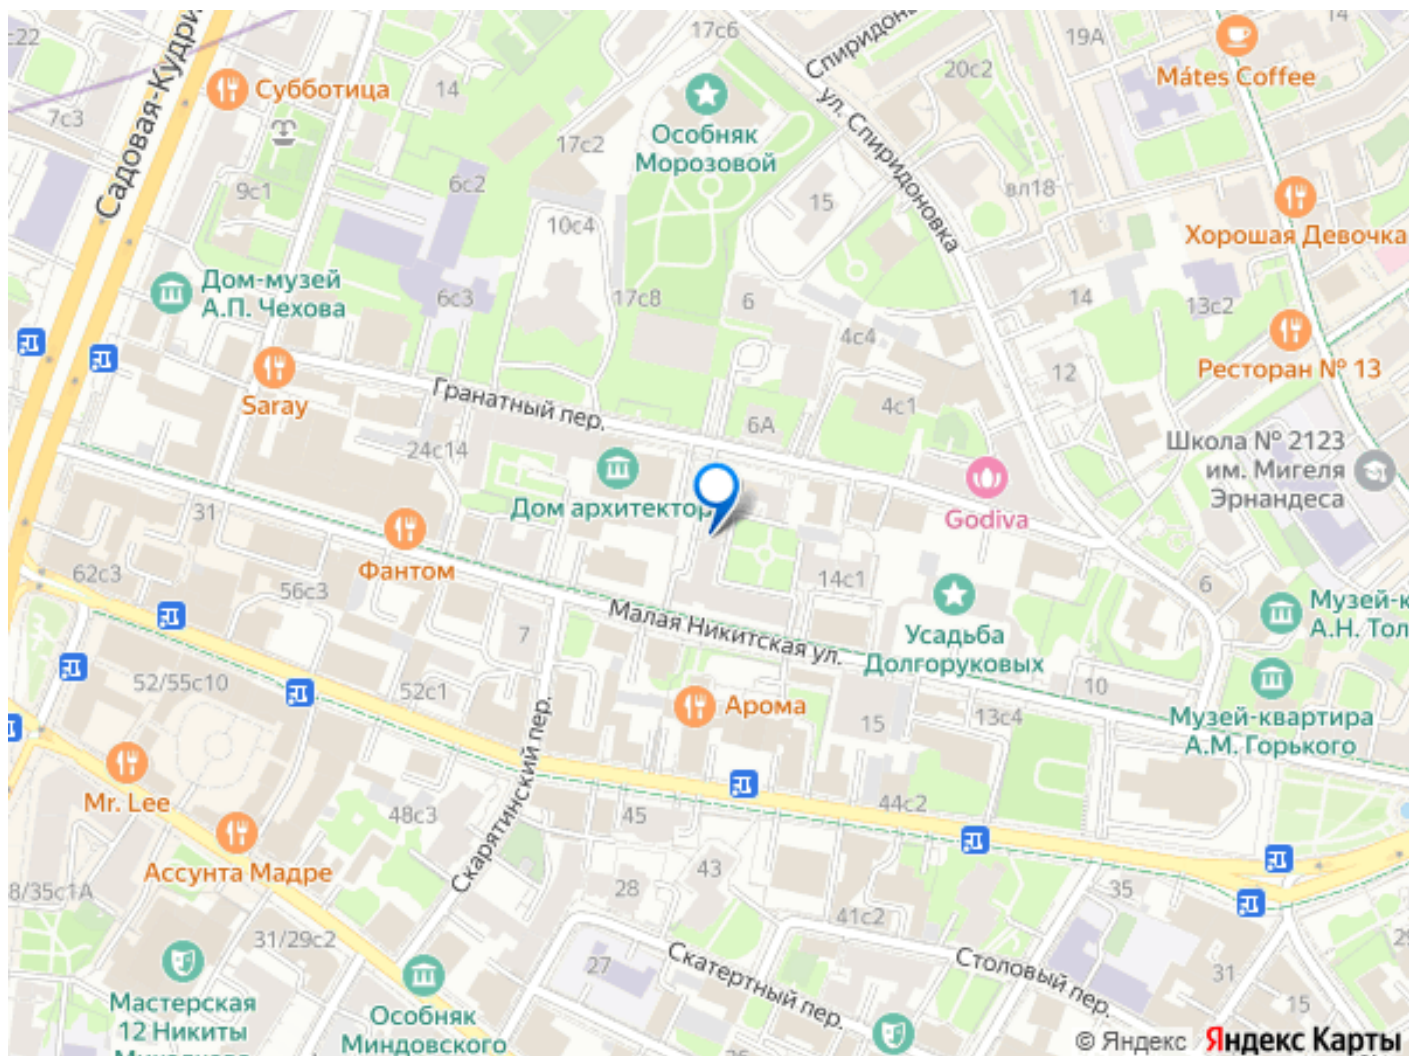 17с6
Спиридоно
14
19А
Mátes Coffee
с22
Садовая-Кудри
Субботица
14
20с2
7с3
Особняк
Морозовой
ул. Спиридоновка
17с2
9с1
6с2
15
вл18
Хорошая Девочка
10с4
Дом-музей
А.П. Чехова
6с3
17с8
6
14
13с2
4с4
Ресторан № 13
12
Saray
Гранатный пер.
4с1
6А
24с14
Школа № 2123
им. Мигеля
Эрнандеса
Дом архитектор
Godiva
31
Фантом
62с3
56с3
14с1
6
Музей-к
А.Н. Тол
Малая Никитская ул.
7
Усадьба
Долгоруковых
52/55с10
52с1
10
Арома
15
13с4
Музей-квартира
А.М. Горького
Скарятинский пер.
Mr. Lee
48с3
45
44с2
Ассунта Мадре
8/35с1А
43
28
35
41с2
31/29с2
Скатертный пер.
Столовый пер.
27
31
29
15
Мастерская
12 Никиты
Особняк
Миндовского
© Яндекс
Яндекс Карты